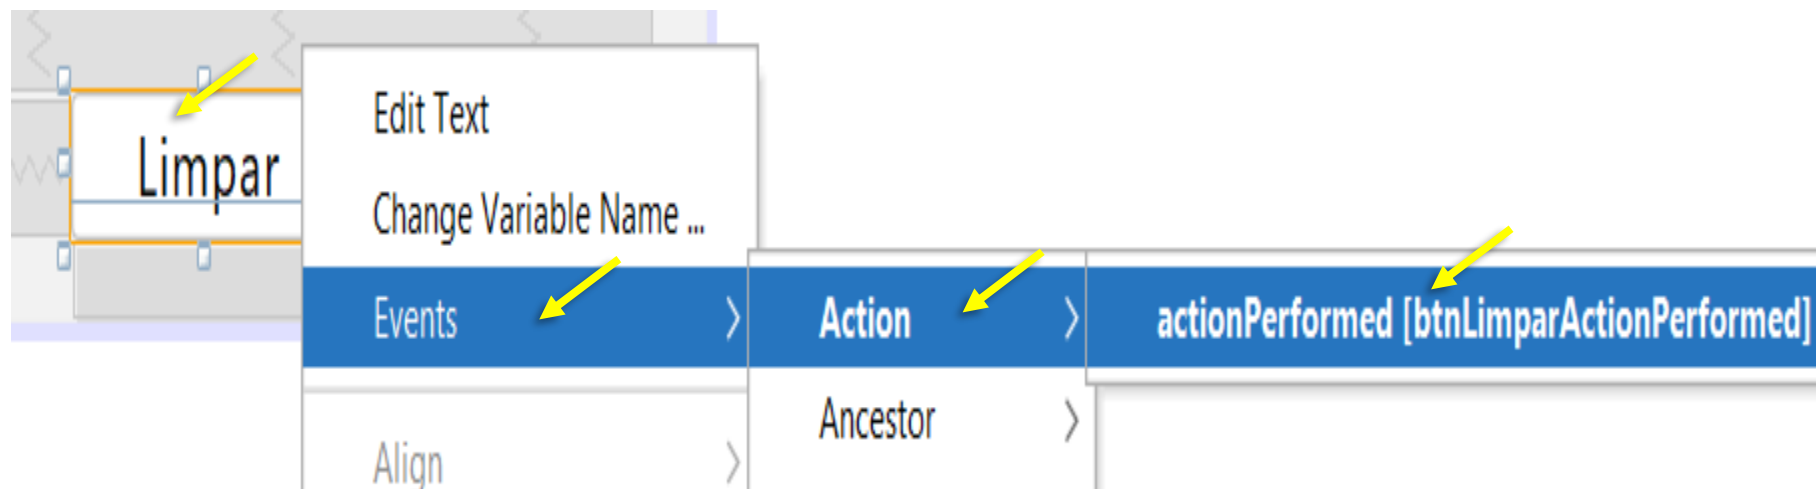 Limpar
Edit Text
Change Variable Name ...
Events
Align
Action
Ancestor
actionPerformed [btnLimparActionPerformed]